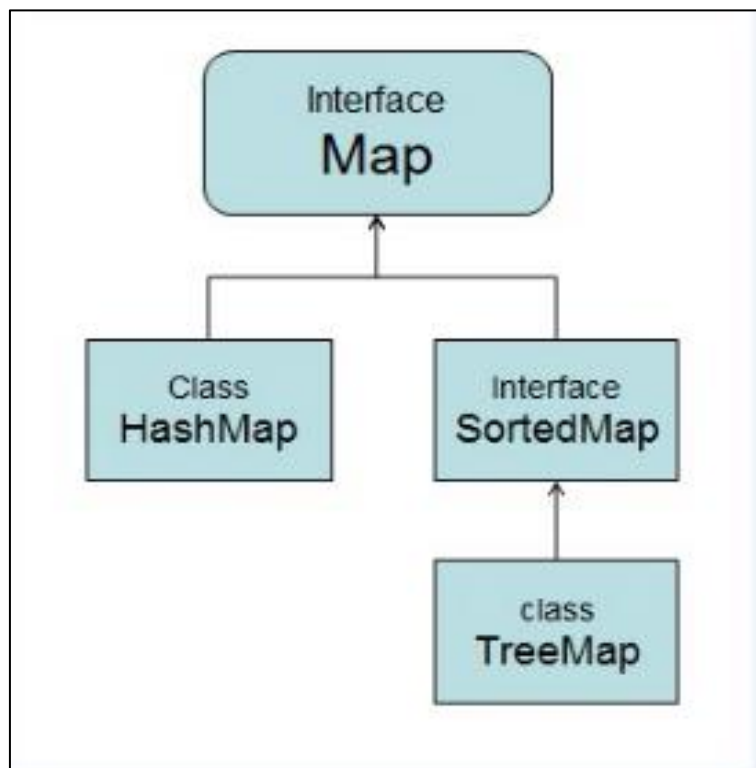 Interface
Map
Class
HashMap
Interface
SortedMap
class
TreeMap